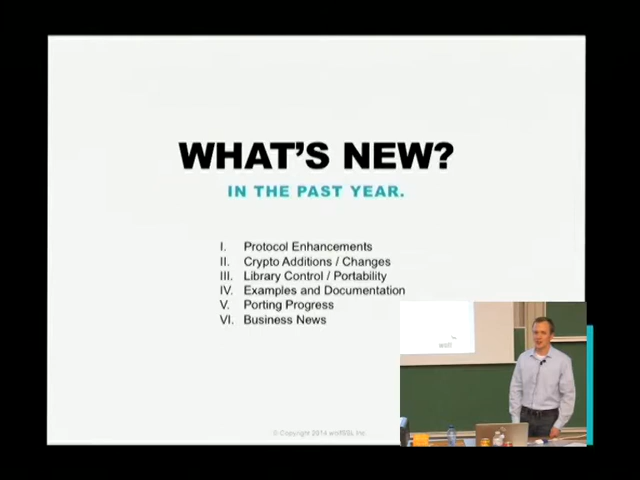 WHAT'S NEW?
IN THE PAST YEAR.
I. Protocol Enhancements
II. Crypto Additions / Changes
III. Library Control / Portability
IV. Examples and Documentation
V. Porting Progress
VI. Business News
© Copyright 2014 wolfSSL Inc.